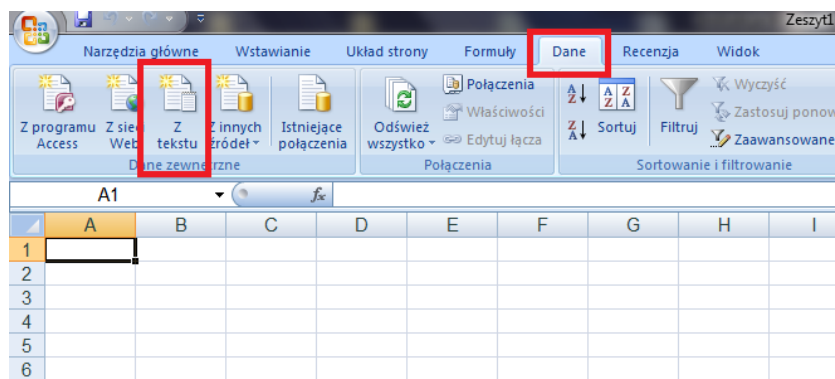 Zeszyt1
Narzędzia główne Wstawianie Układ strony Formuły Dane Recenzja Widok
Z programu Access
Z sieci Web
Z tekstu
Z innych źródeł
Istniejące połączenia
Dane zewnętrzne
Odśwież wszystko
Połączenia
Właściwości
Edytuj łącza
Połączenia
Sortuj
Filtruj
Wyczyść
Zastosuj ponow
Zaawansowane
Sortowanie i filtrowanie
A1 fx
A B C D E F G H I
1
2
3
4
5
6